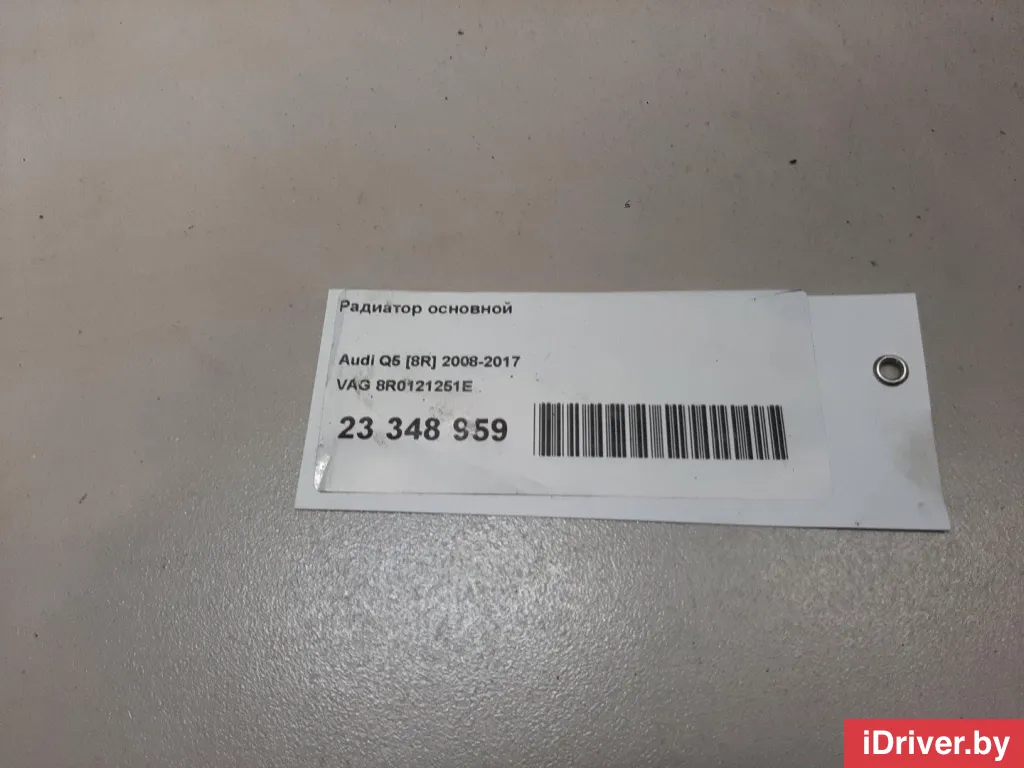 Радиатор основной
Audi Q5 [8R] 2008-2017
VAG 8R0121251E
23 348 959
iDriver.by